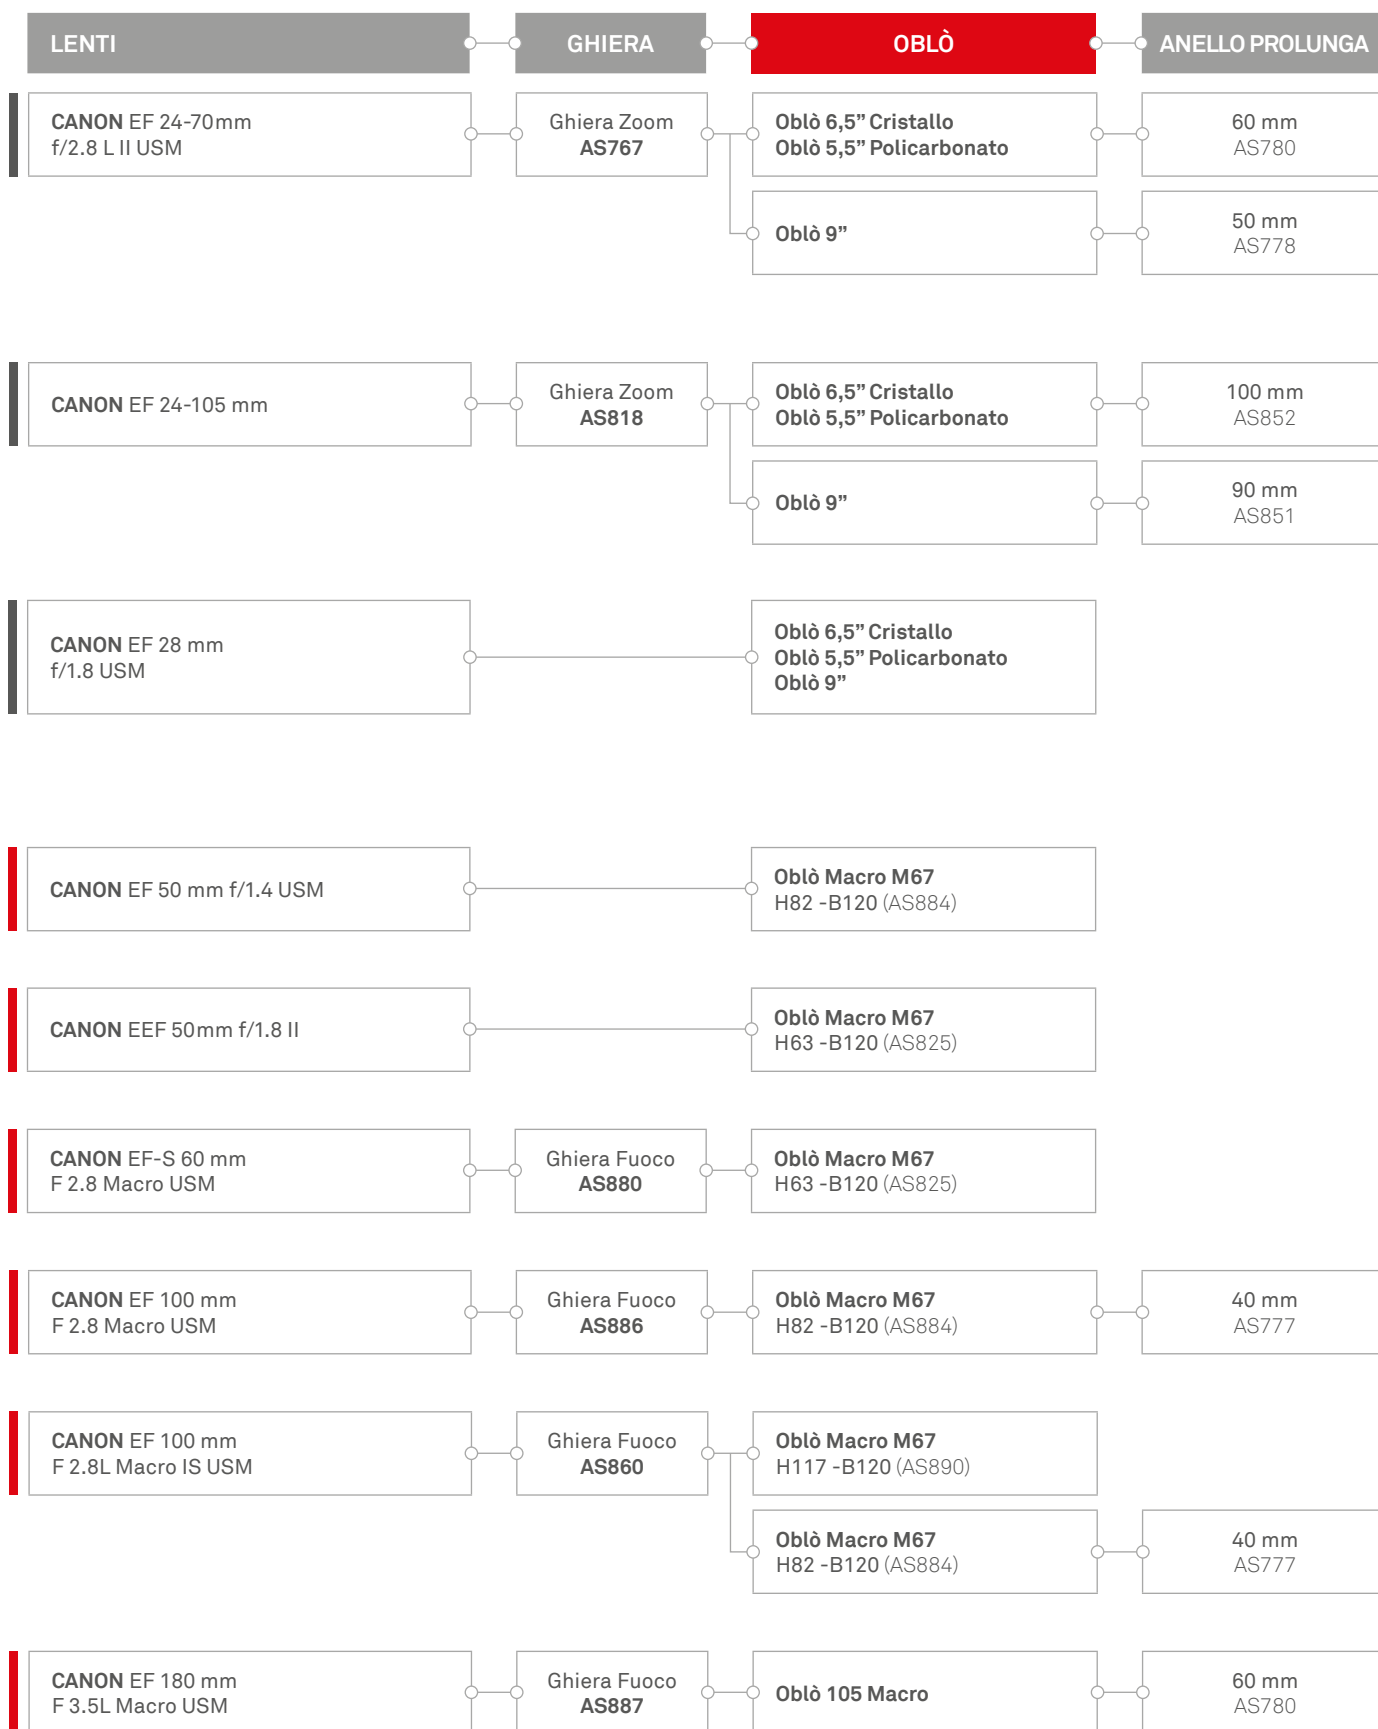 LENTI
GHIERA
OBLÒ
ANELLO PROLUNGA
CANON EF 24-70mm
f/2.8 L II USM
Ghiera Zoom
AS767
Oblò 6,5” Cristallo
Oblò 5,5” Policarbonato
60 mm
AS780
Oblò 9”
50 mm
AS778
CANON EF 24-105 mm
Ghiera Zoom
AS818
Oblò 6,5” Cristallo
Oblò 5,5” Policarbonato
100 mm
AS852
Oblò 9”
90 mm
AS851
CANON EF 28 mm
f/1.8 USM
Oblò 6,5” Cristallo
Oblò 5,5” Policarbonato
Oblò 9”
CANON EF 50 mm f/1.4 USM
Oblò Macro M67
H82 -B120 (AS884)
CANON EEF 50mm f/1.8 II
Oblò Macro M67
H63 -B120 (AS825)
CANON EF-S 60 mm
F 2.8 Macro USM
Ghiera Fuoco
AS880
Oblò Macro M67
H63 -B120 (AS825)
CANON EF 100 mm
F 2.8 Macro USM
Ghiera Fuoco
AS886
Oblò Macro M67
H82 -B120 (AS884)
40 mm
AS777
CANON EF 100 mm
F 2.8L Macro IS USM
Ghiera Fuoco
AS860
Oblò Macro M67
H117 -B120 (AS890)
Oblò Macro M67
H82 -B120 (AS884)
40 mm
AS777
CANON EF 180 mm
F 3.5L Macro USM
Ghiera Fuoco
AS887
Oblò 105 Macro
60 mm
AS780